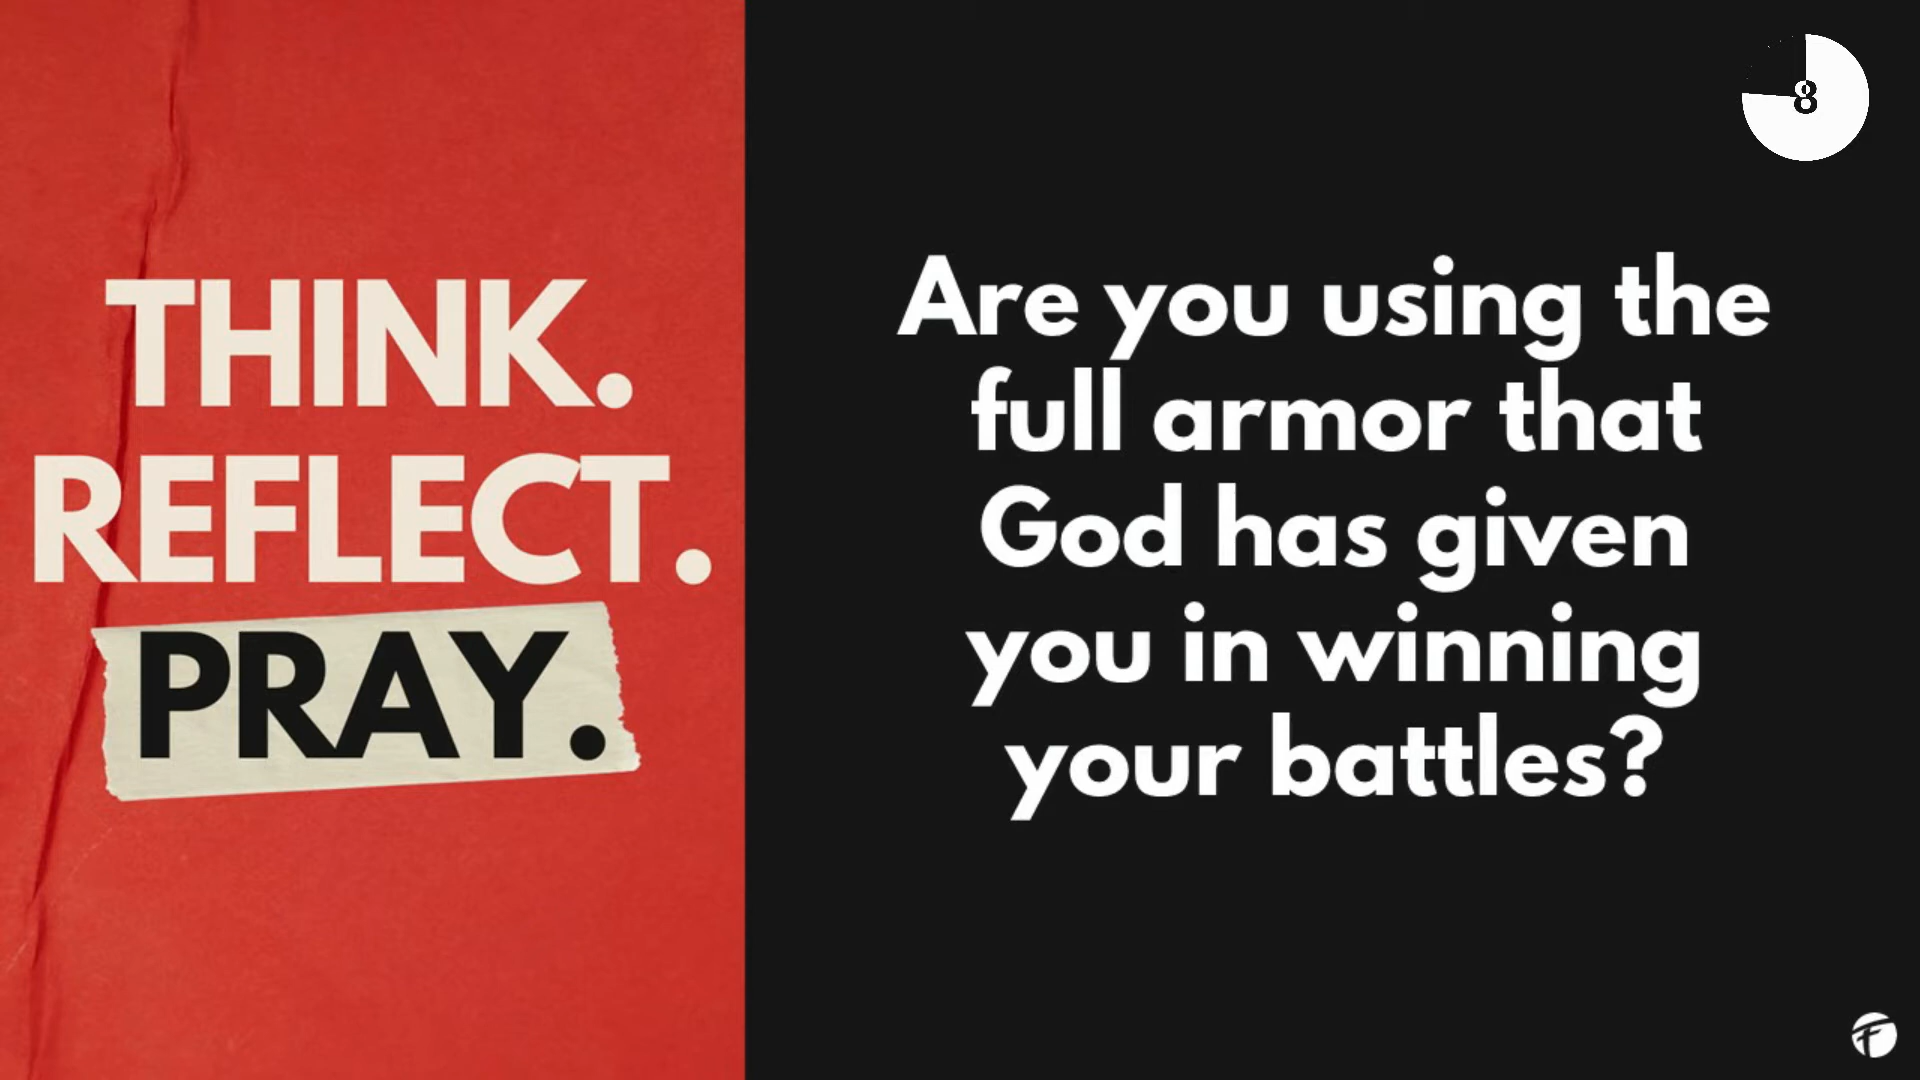 THINK.
REFLECT.
PRAY.
8
Are you using the
full armor that
God has given
you in winning
your battles?
F